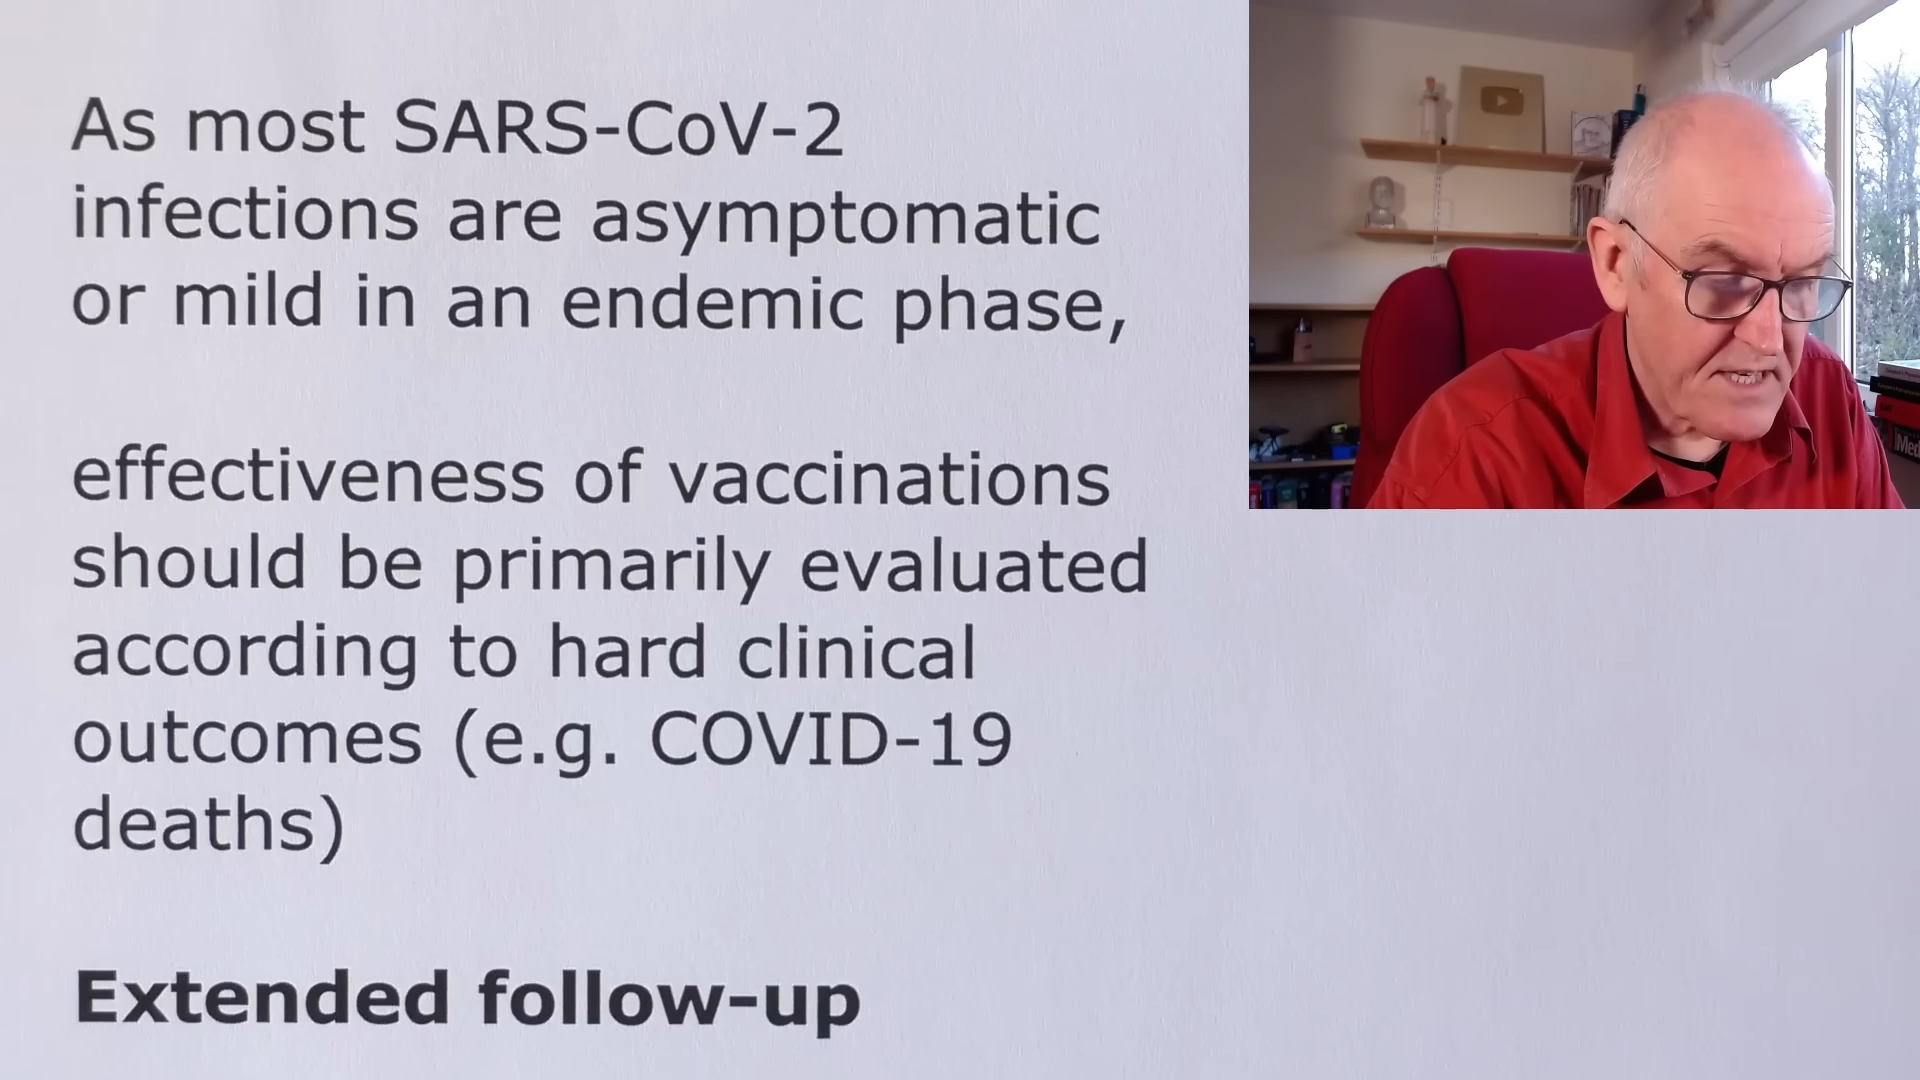 As most SARS-CoV-2
infections are asymptomatic
or mild in an endemic phase,
effectiveness of vaccinations
should be primarily evaluated
according to hard clinical
outcomes (e.g. COVID-19
deaths)
Extended follow-up